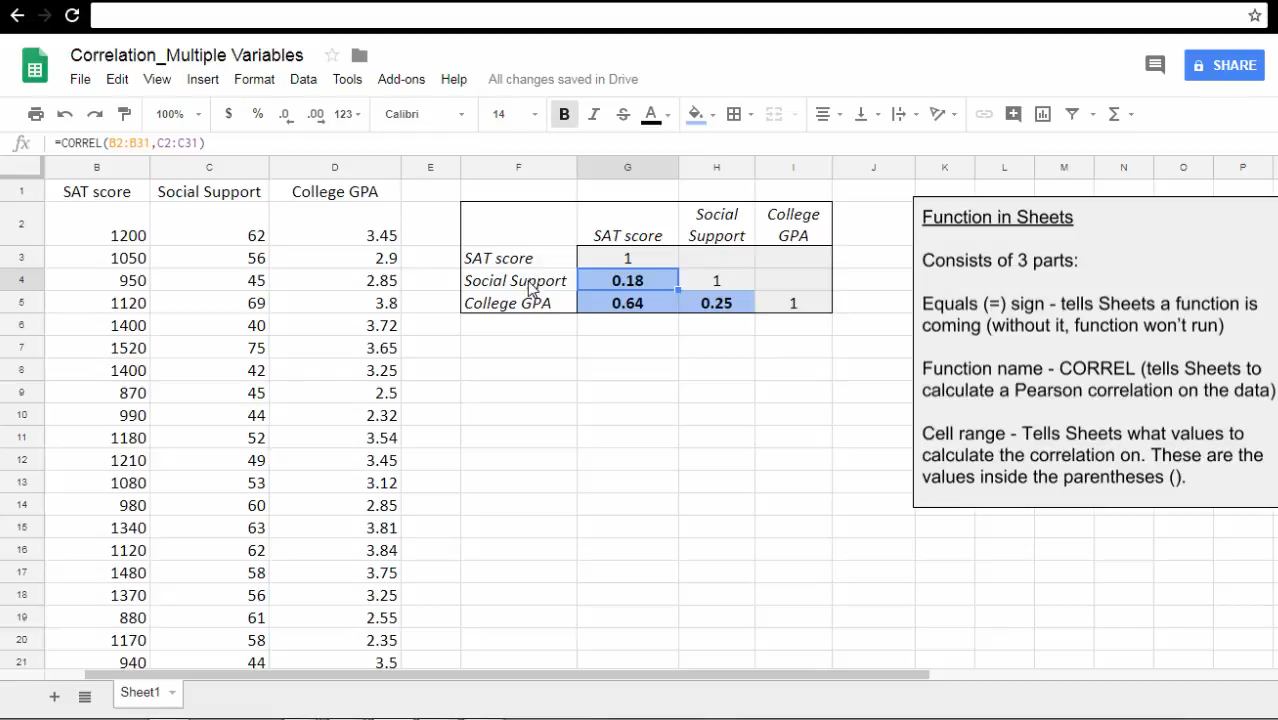 Correlation_Multiple Variables
File Edit View Insert Format Data Tools Add-ons Help All changes saved in Drive
SHARE
100% $ % .0 .00 123 Calibri 14 B I S A Σ
fx =CORREL(B2:B31,C2:C31)
B C D E F G H I J K L M N O P
1 SAT score Social Support College GPA
2 1200 62 3.45
SAT score Social Support College GPA
3 1050 56 2.9 SAT score 1
4 950 45 2.85 Social Support 0.18 1
5 1120 69 3.8 College GPA 0.64 0.25 1
6 1400 40 3.72
7 1520 75 3.65
8 1400 42 3.25
9 870 45 2.5
10 990 44 2.32
11 1180 52 3.54
12 1210 49 3.45
13 1080 53 3.12
14 980 60 2.85
15 1340 63 3.81
16 1120 62 3.84
17 1480 58 3.75
18 1370 56 3.25
19 880 61 2.55
20 1170 58 2.35
21 940 44 3.5
Function in Sheets
Consists of 3 parts:
Equals (=) sign - tells Sheets a function is
coming (without it, function won't run)
Function name - CORREL (tells Sheets to
calculate a Pearson correlation on the data)
Cell range - Tells Sheets what values to
calculate the correlation on. These are the
values inside the parentheses ().
Sheet1